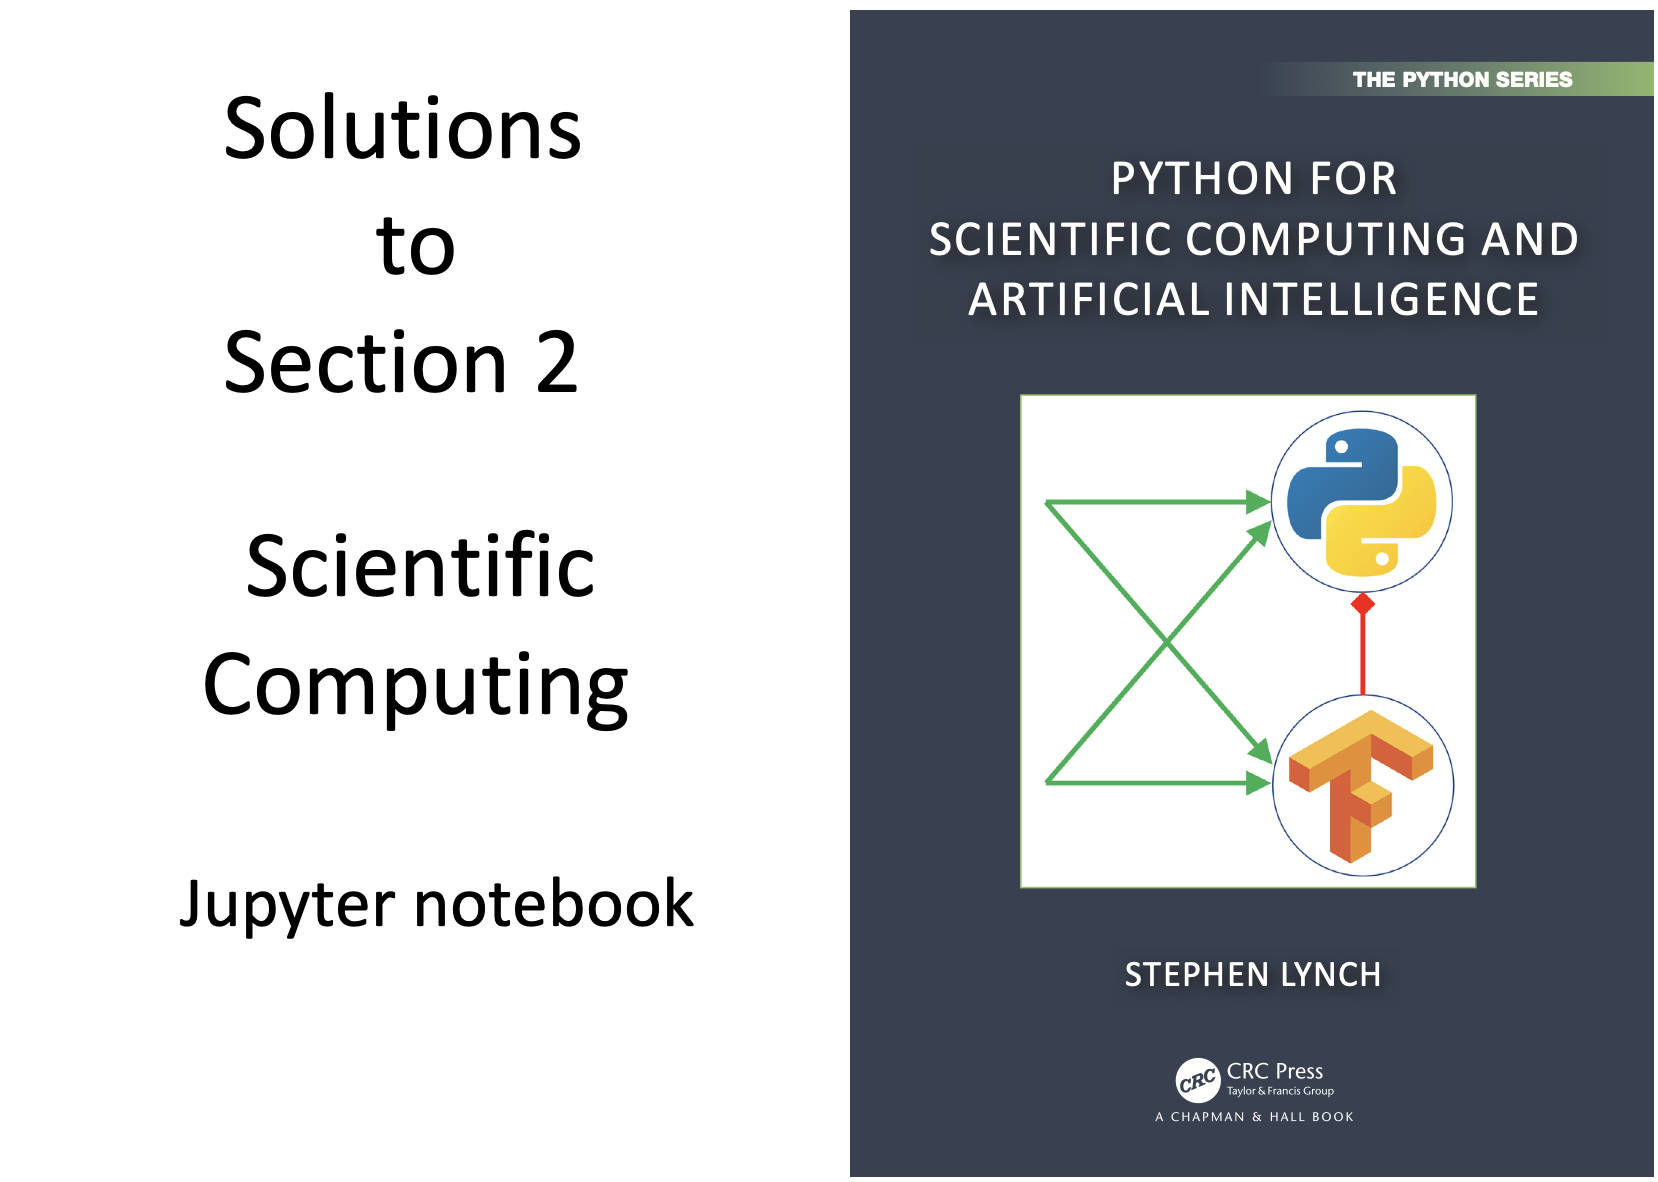 Solutions
to
Section 2
Scientific
Computing
Jupyter notebook
THE PYTHON SERIES
PYTHON FOR
SCIENTIFIC COMPUTING AND
ARTIFICIAL INTELLIGENCE
STEPHEN LYNCH
CRC
CRC Press
Taylor & Francis Group
A CHAPMAN & HALL BOOK